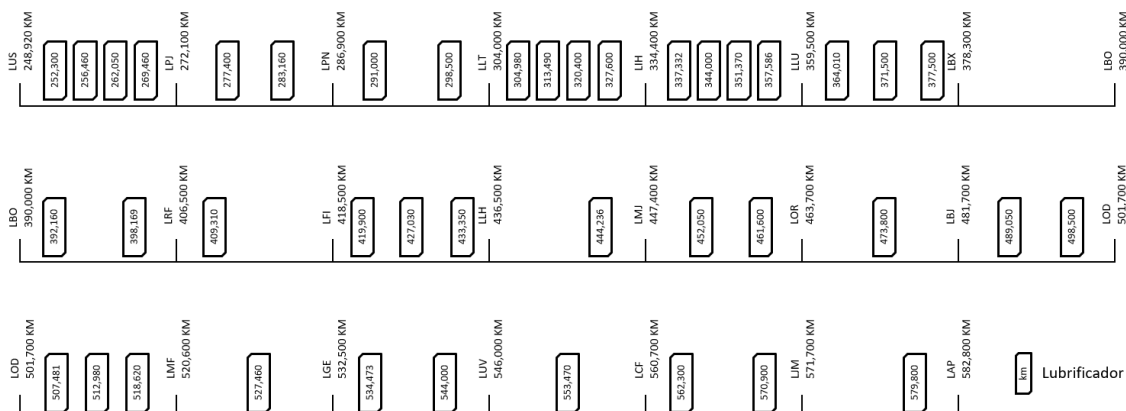 LUS
248,920 KM
252,300
256,460
262,050
269,460
LPJ
272,100 KM
277,400
283,160
LPN
286,900 KM
291,000
298,500
LLT
304,000 KM
304,980
313,490
320,400
327,600
LIH
334,400 KM
337,332
344,000
351,370
357,586
LLU
359,500 KM
364,010
371,500
377,500
LBX
378,300 KM
LBO
390,000 KM
LBO
390,000 KM
392,160
398,169
LRF
406,500 KM
409,310
LFI
418,500 KM
419,900
427,030
433,350
LLH
436,500 KM
444,236
LMJ
447,400 KM
452,050
461,600
LOR
463,700 KM
473,800
LBJ
481,700 KM
489,050
498,500
LOD
501,700 KM
LOD
501,700 KM
507,481
512,980
518,620
LMF
520,600 KM
527,460
LGE
532,500 KM
534,473
544,000
LUV
546,000 KM
553,470
LCF
560,700 KM
562,300
570,900
LJM
571,700 KM
579,800
LAP
582,800 KM
km
Lubrificador